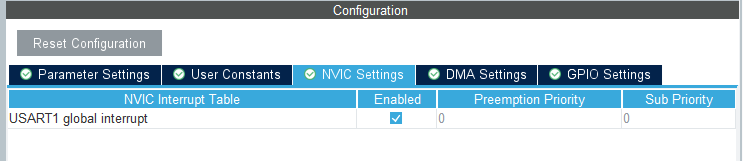 Configuration
Reset Configuration
Parameter Settings User Constants NVIC Settings DMA Settings GPIO Settings
NVIC Interrupt Table Enabled Preemption Priority Sub Priority
USART1 global interrupt 0 0